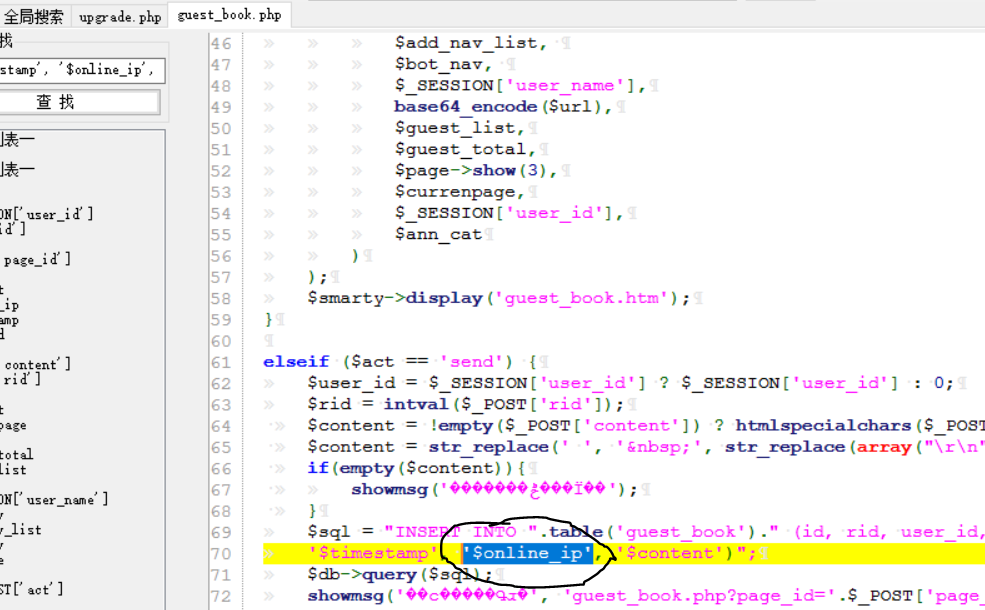 全局搜索 upgrade.php guest_book.php
找
stamp', '$online_ip',
查 找
列表一
列表一
ON['user_id']
id']
page_id']
t
_ip
amp
d
content']
rid']
t
page
total
list
ON['user_name']
y
v_list
y
e
ST['act']
46 $add_nav_list,
47 $bot_nav,
48 $_SESSION['user_name'],
49 base64_encode($url),
50 $guest_list,
51 $guest_total,
52 $page->show(3),
53 $currenpage,
54 $_SESSION['user_id'],
55 $ann_cat
56 )
57 );
58 $smarty->display('guest_book.htm');
59 }
60
61 elseif ($act == 'send') {
62 $user_id = $_SESSION['user_id'] ? $_SESSION['user_id'] : 0;
63 $rid = intval($_POST['rid']);
64 $content = !empty($_POST['content']) ? htmlspecialchars($_POST
65 $content = str_replace(' ', '&nbsp;', str_replace(array("\r\n"
66 if(empty($content)){
67 showmsg('
');
68 }
69 $sql = "INSERT INTO ".table('guest_book')." (id, rid, user_id,
70 '$timestamp', '$online_ip', '$content')";
71 $db->query($sql);
72 showmsg('
', 'guest_book.php?page_id='.$_POST['page_